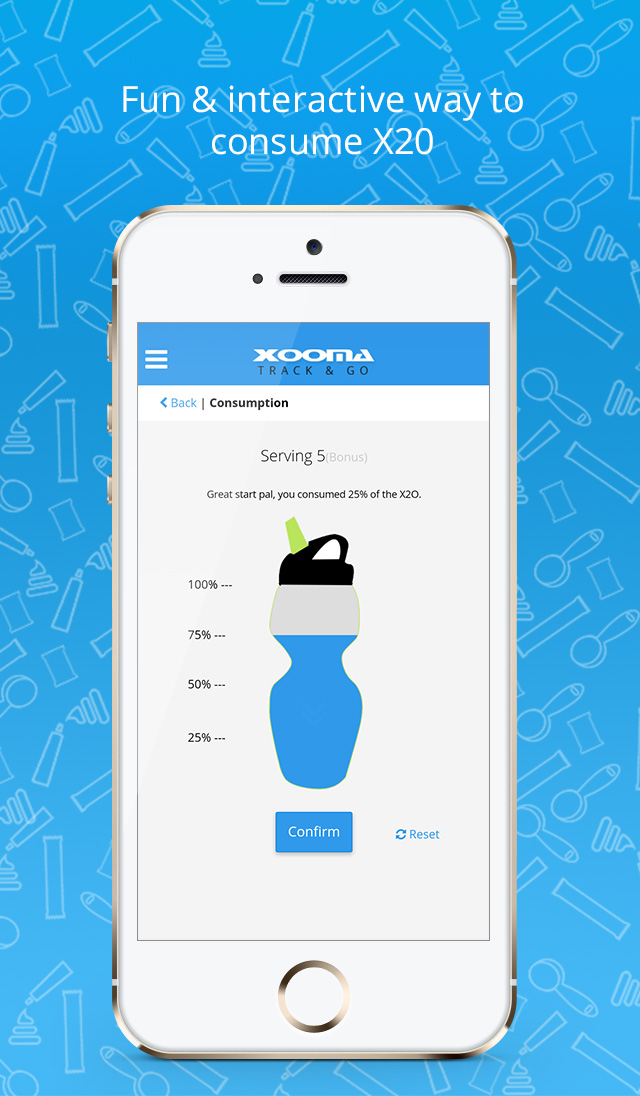 Fun & interactive way to
consume X20
XOOMA
TRACK & GO
Back | Consumption
Serving 5(Bonus)
Great start pal, you consumed 25% of the X2O.
100% ---
75% ---
50% ---
25% ---
Confirm
Reset